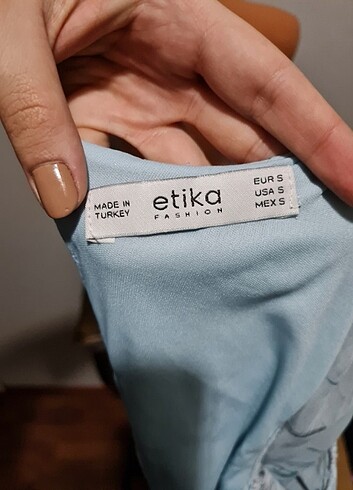 MADE IN
TURKEY
etika
FASHION
EUR S
USA S
MEX S